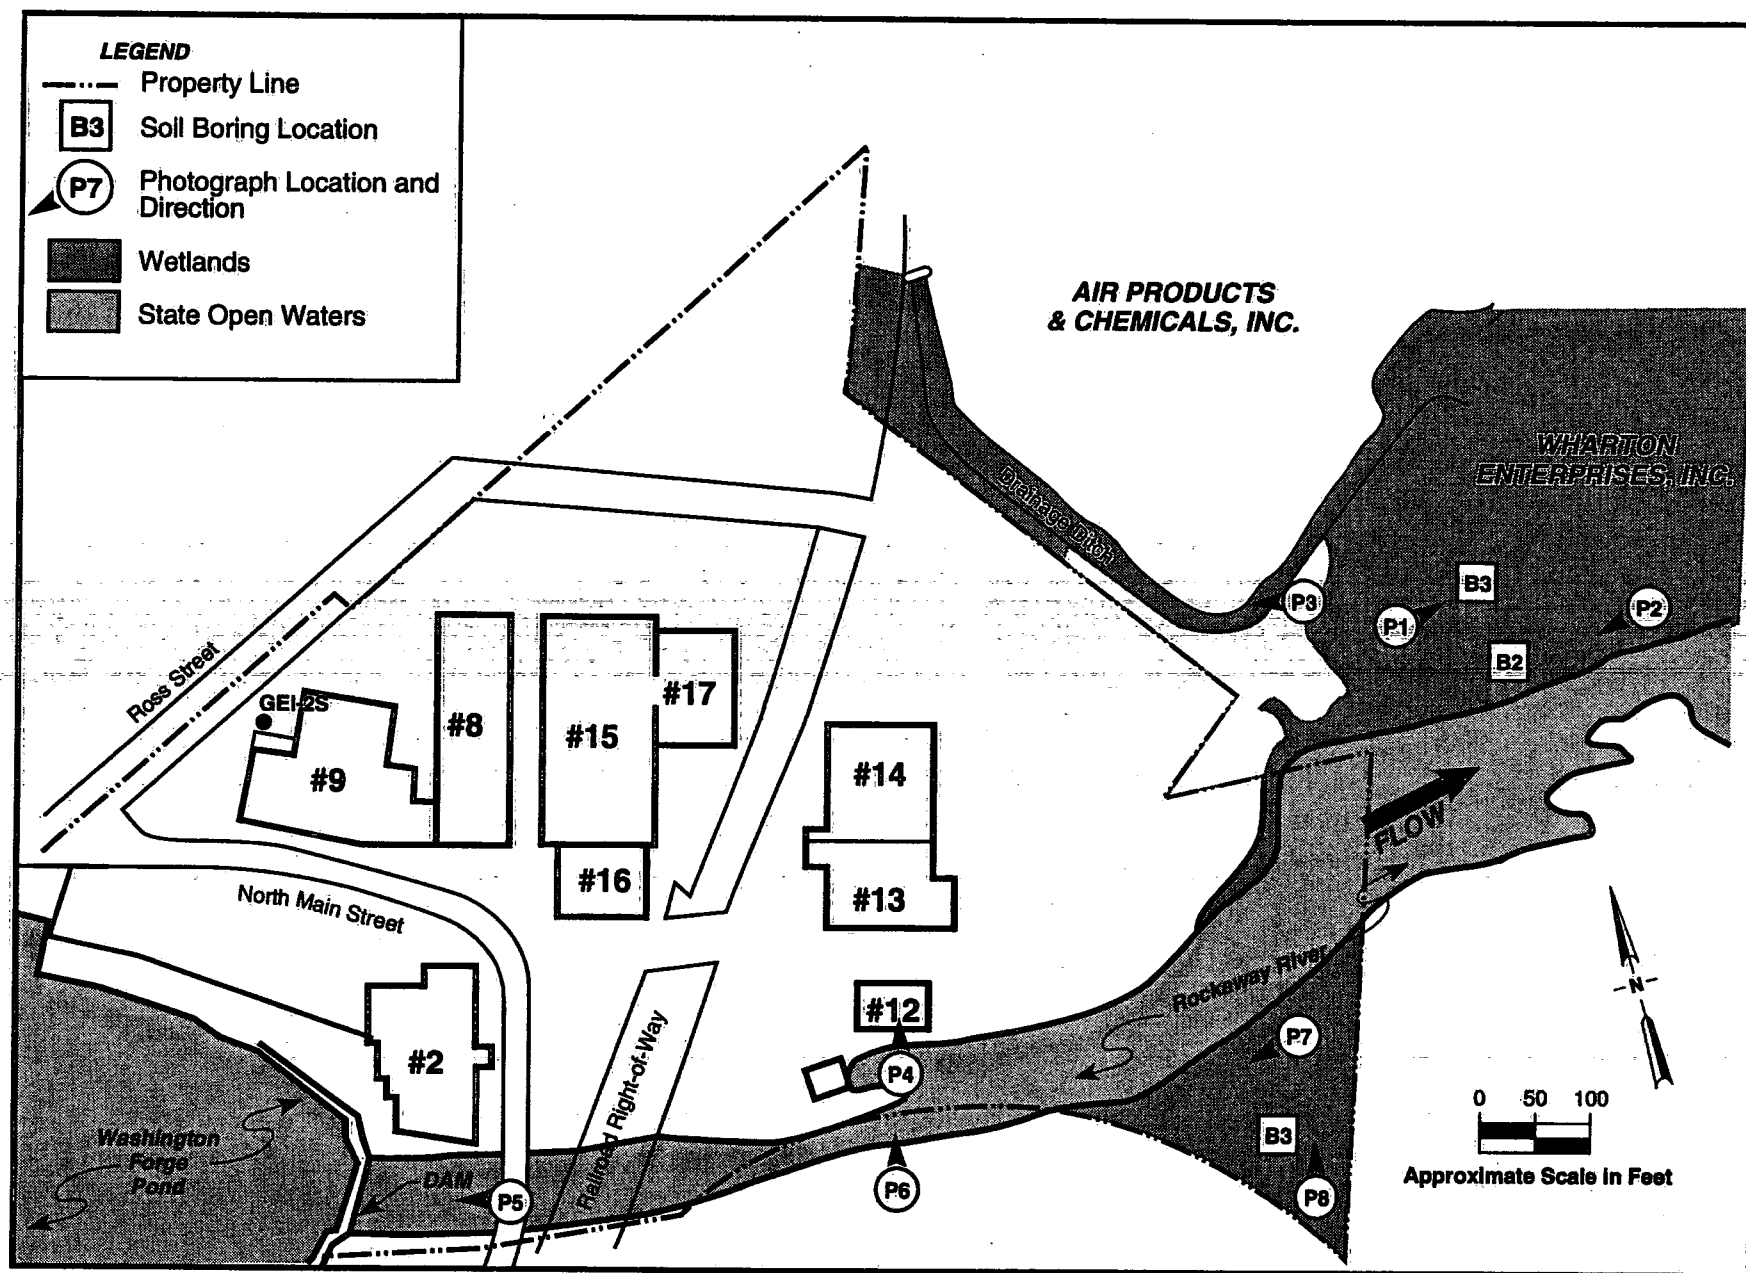 LEGEND
Property Line
B3
Soil Boring Location
P7
Photograph Location and
Direction
Wetlands
State Open Waters
AIR PRODUCTS
& CHEMICALS, INC.
WHARTON
ENTERPRISES, INC.
Drainage Ditch
B3
P3
P1
P2
B2
Ross Street
GEI-2S
#17
#8
#15
#9
#14
FLOW
#16
#13
North Main Street
Rockaway River
N
#12
P7
#2
P4
Railroad Right-of-Way
0 50 100
Approximate Scale in Feet
Washington
Forge
Pond
B3
DAM
P5
P6
P8